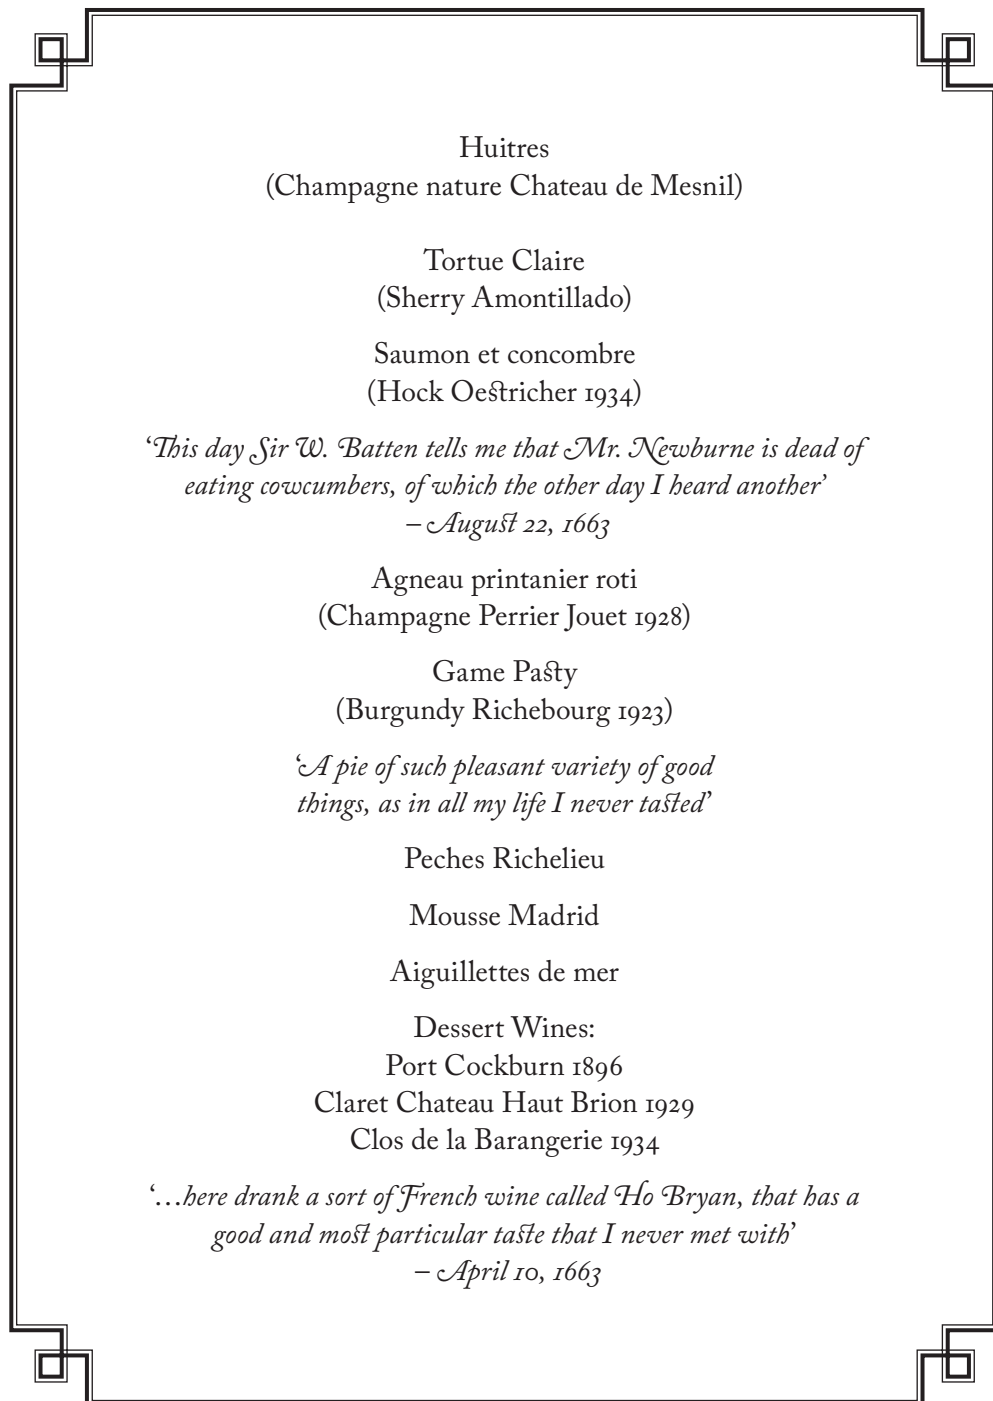 Huitres
(Champagne nature Chateau de Mesnil)
Tortue Claire
(Sherry Amontillado)
Saumon et concombre
(Hock Oestricher 1934)
‘This day Sir W. Batten tells me that Mr. Newburne is dead of
eating cowcumbers, of which the other day I heard another’
– August 22, 1663
Agneau printanier roti
(Champagne Perrier Jouet 1928)
Game Pasty
(Burgundy Richebourg 1923)
‘A pie of such pleasant variety of good
things, as in all my life I never tasted’
Peches Richelieu
Mousse Madrid
Aiguillettes de mer
Dessert Wines:
Port Cockburn 1896
Claret Chateau Haut Brion 1929
Clos de la Barangerie 1934
‘…here drank a sort of French wine called Ho Bryan, that has a
good and most particular taste that I never met with’
– April 10, 1663